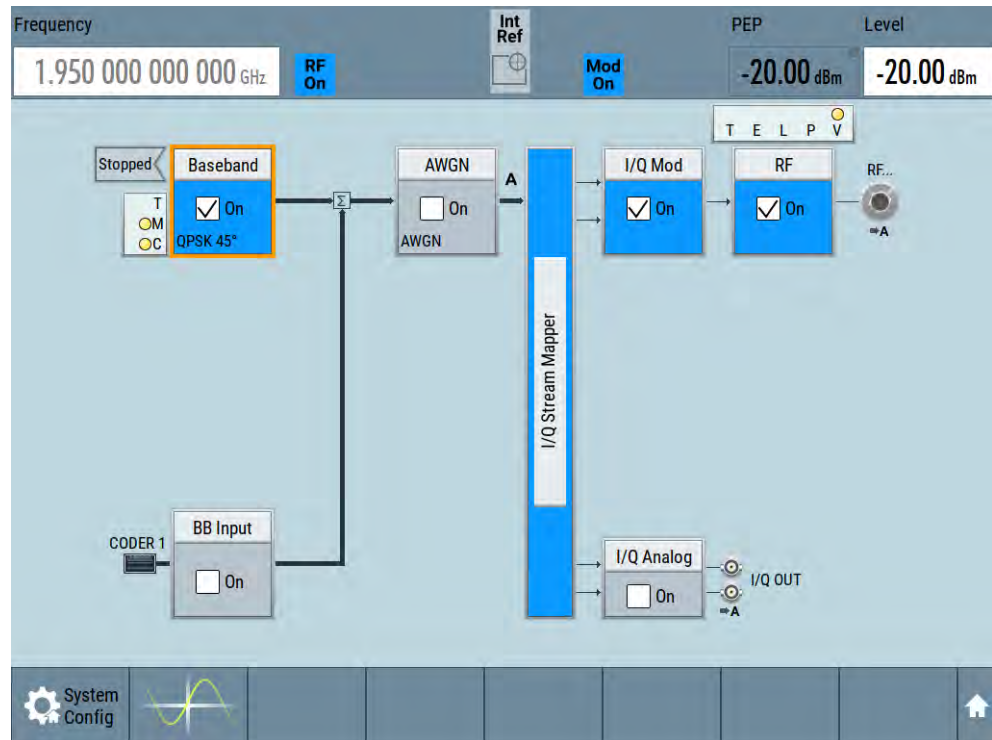 Frequency
Int
Ref
PEP
Level
1.950 000 000 000 GHz
RF
On
Mod
On
-20.00 dBm
-20.00 dBm
T E L P V
Stopped
Baseband
AWGN
A
I/Q Mod
RF
RF...
T
M
C
On
On
On
On
QPSK 45°
AWGN
Σ
A
I/Q Stream Mapper
CODER 1
BB Input
On
I/Q Analog
On
I/Q OUT
A
System
Config